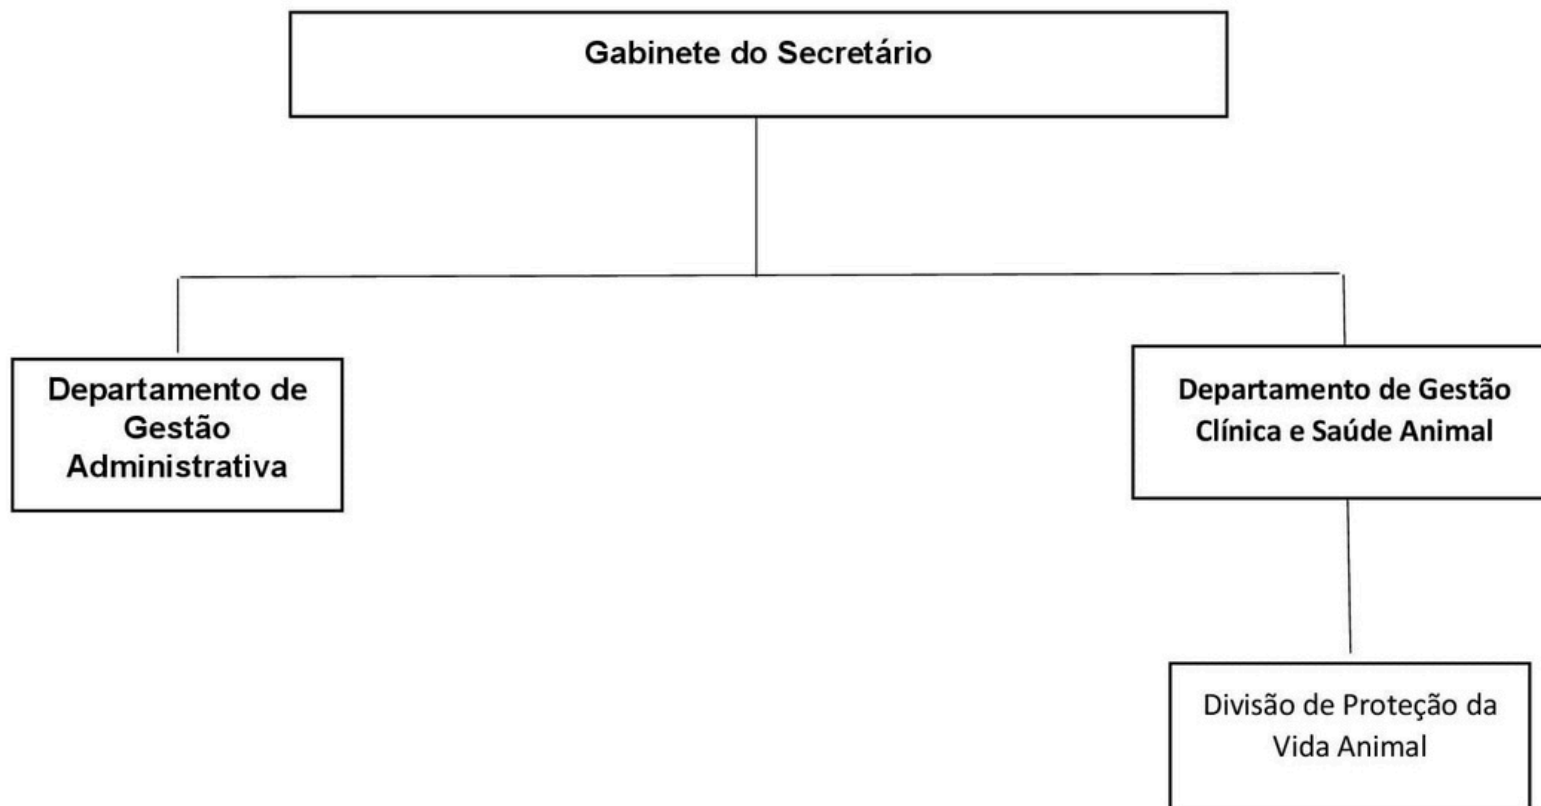 Gabinete do Secretário
Departamento de
Gestão
Administrativa
Departamento de Gestão
Clínica e Saúde Animal
Divisão de Proteção da
Vida Animal